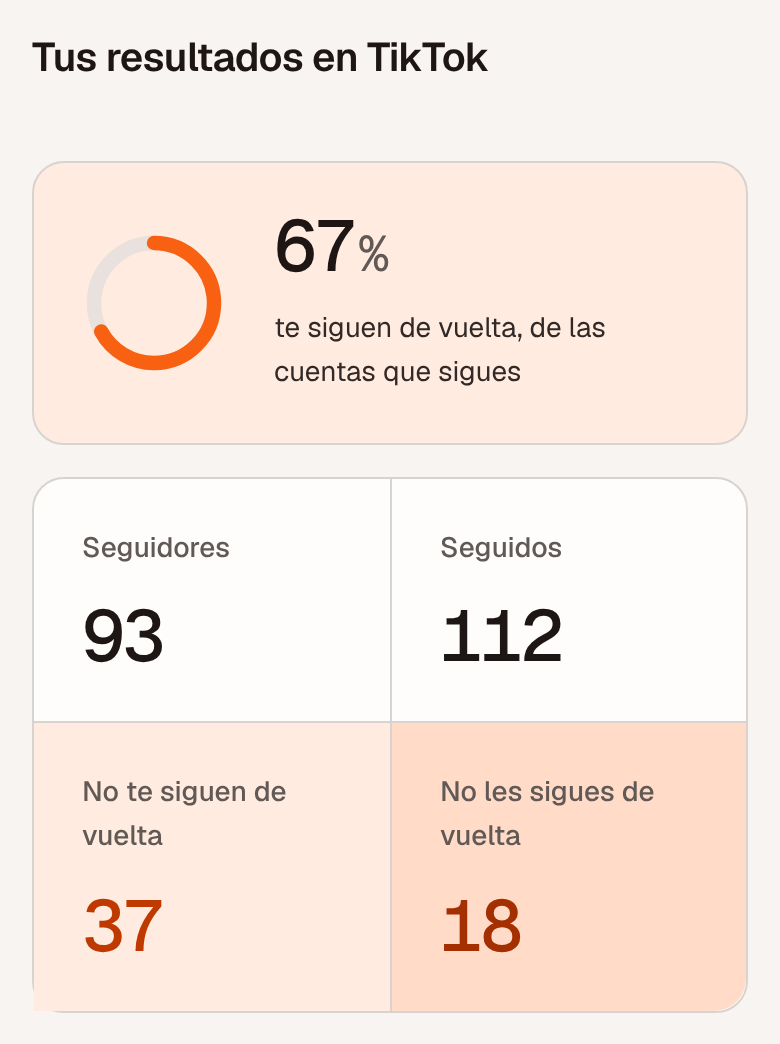 Tus resultados en TikTok
67%
te siguen de vuelta, de las
cuentas que sigues
Seguidores
93
Seguidos
112
No te siguen de
vuelta
37
No les sigues de
vuelta
18